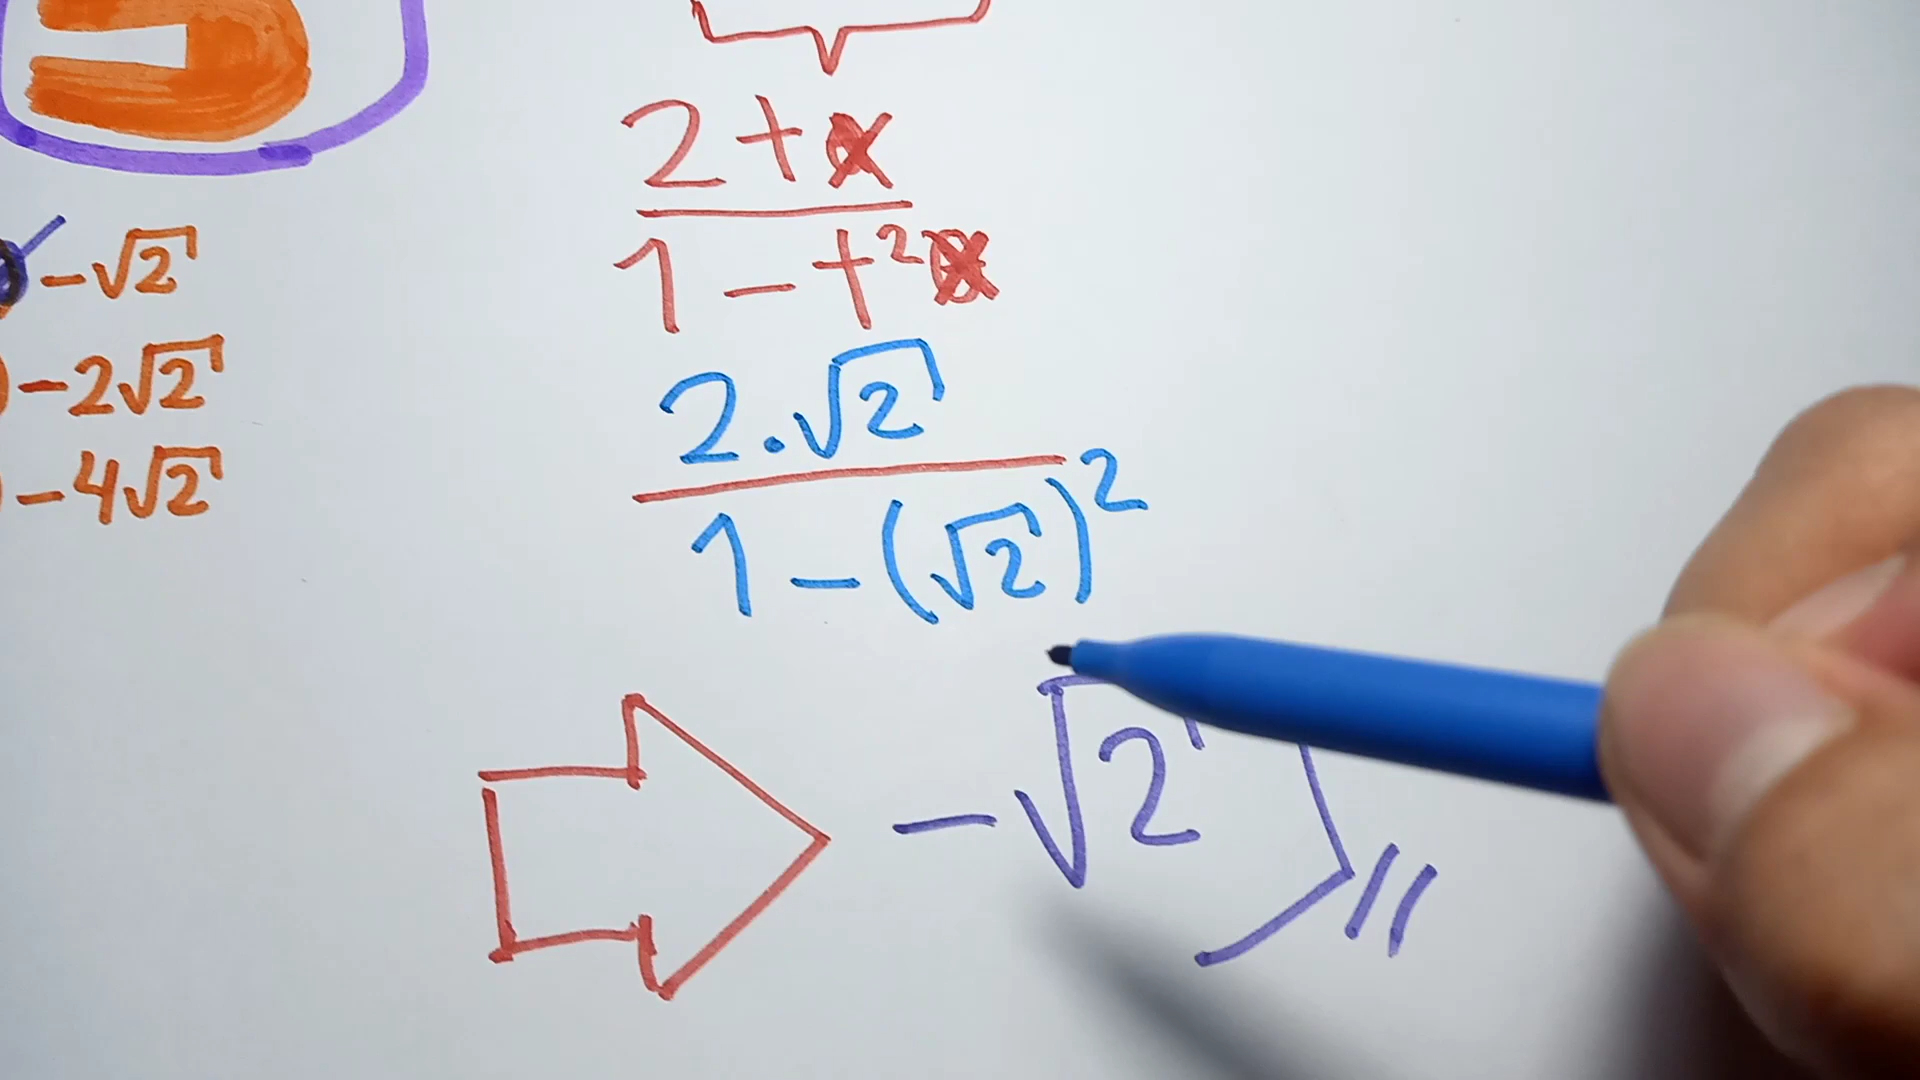 2 + x
1 - t²x
-√2
-2√2
-4√2
2.√2
1 - (√2)²
-√2 //